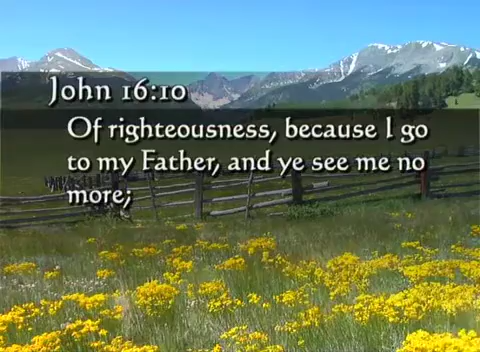 John 16:10
Of righteousness, because I go
to my Father, and ye see me no
more;